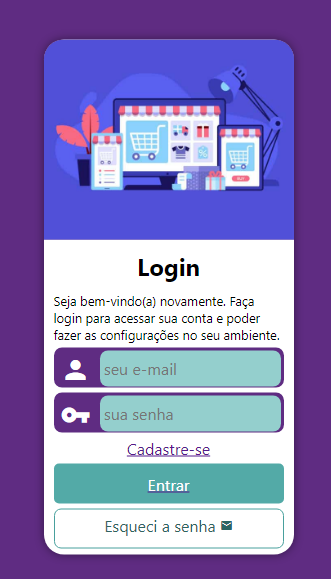 Login
Seja bem-vindo(a) novamente. Faça
login para acessar sua conta e poder
fazer as configurações no seu ambiente.
seu e-mail
sua senha
Cadastre-se
Entrar
Esqueci a senha